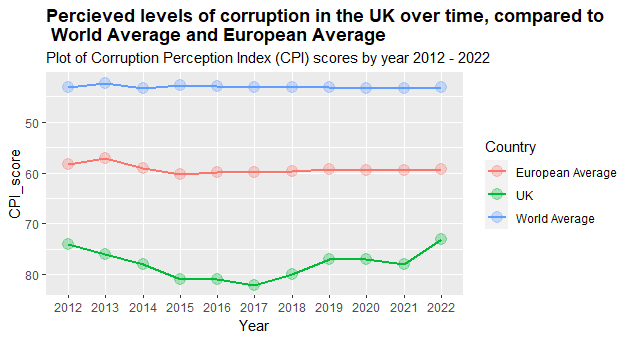 Percieved levels of corruption in the UK over time, compared to
World Average and European Average
Plot of Corruption Perception Index (CPI) scores by year 2012 - 2022
CPI_score
50
60
70
80
2012 2013 2014 2015 2016 2017 2018 2019 2020 2021 2022
Year
Country
European Average
UK
World Average